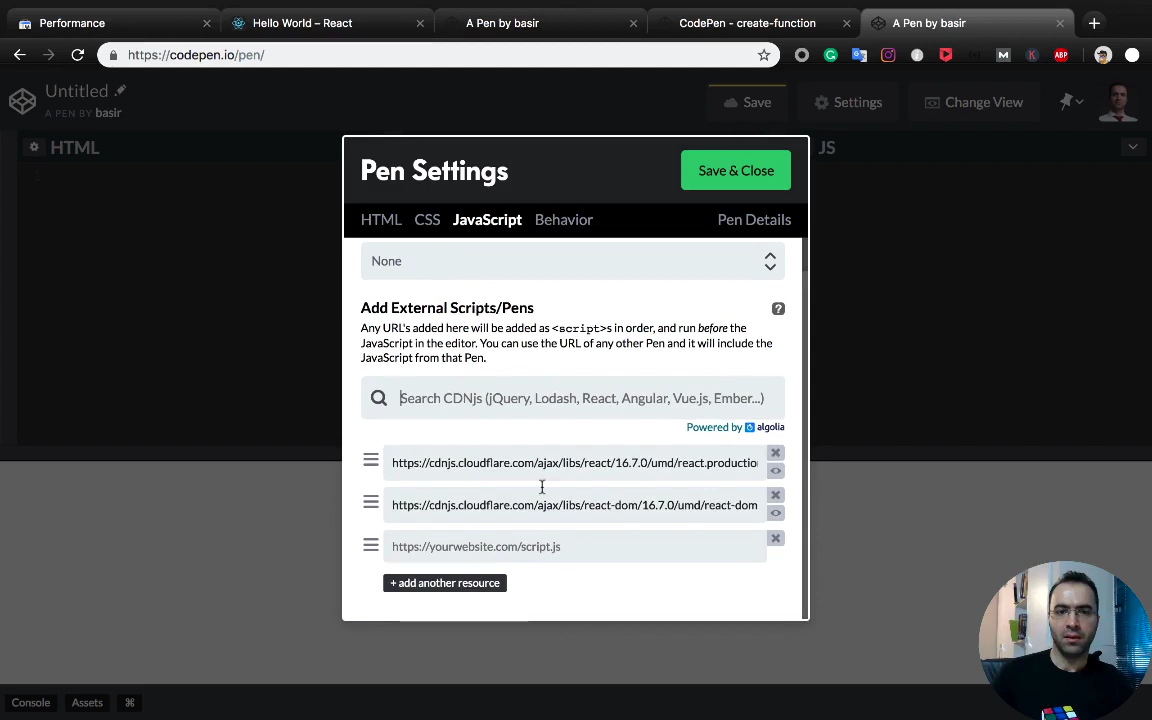 Performance
Hello World – React
A Pen by basir
CodePen - create-function
A Pen by basir
https://codepen.io/pen/
ABP
Untitled
A PEN BY basir
Save
Settings
Change View
HTML
JS
1
Pen Settings
Save & Close
HTML
CSS
JavaScript
Behavior
Pen Details
None
Add External Scripts/Pens
?
Any URL's added here will be added as <script>s in order, and run before the
JavaScript in the editor. You can use the URL of any other Pen and it will include the
JavaScript from that Pen.
Search CDNjs (jQuery, Lodash, React, Angular, Vue.js, Ember...)
Powered by algolia
https://cdnjs.cloudflare.com/ajax/libs/react/16.7.0/umd/react.productio
https://cdnjs.cloudflare.com/ajax/libs/react-dom/16.7.0/umd/react-dom
https://yourwebsite.com/script.js
+ add another resource
Console
Assets
⌘